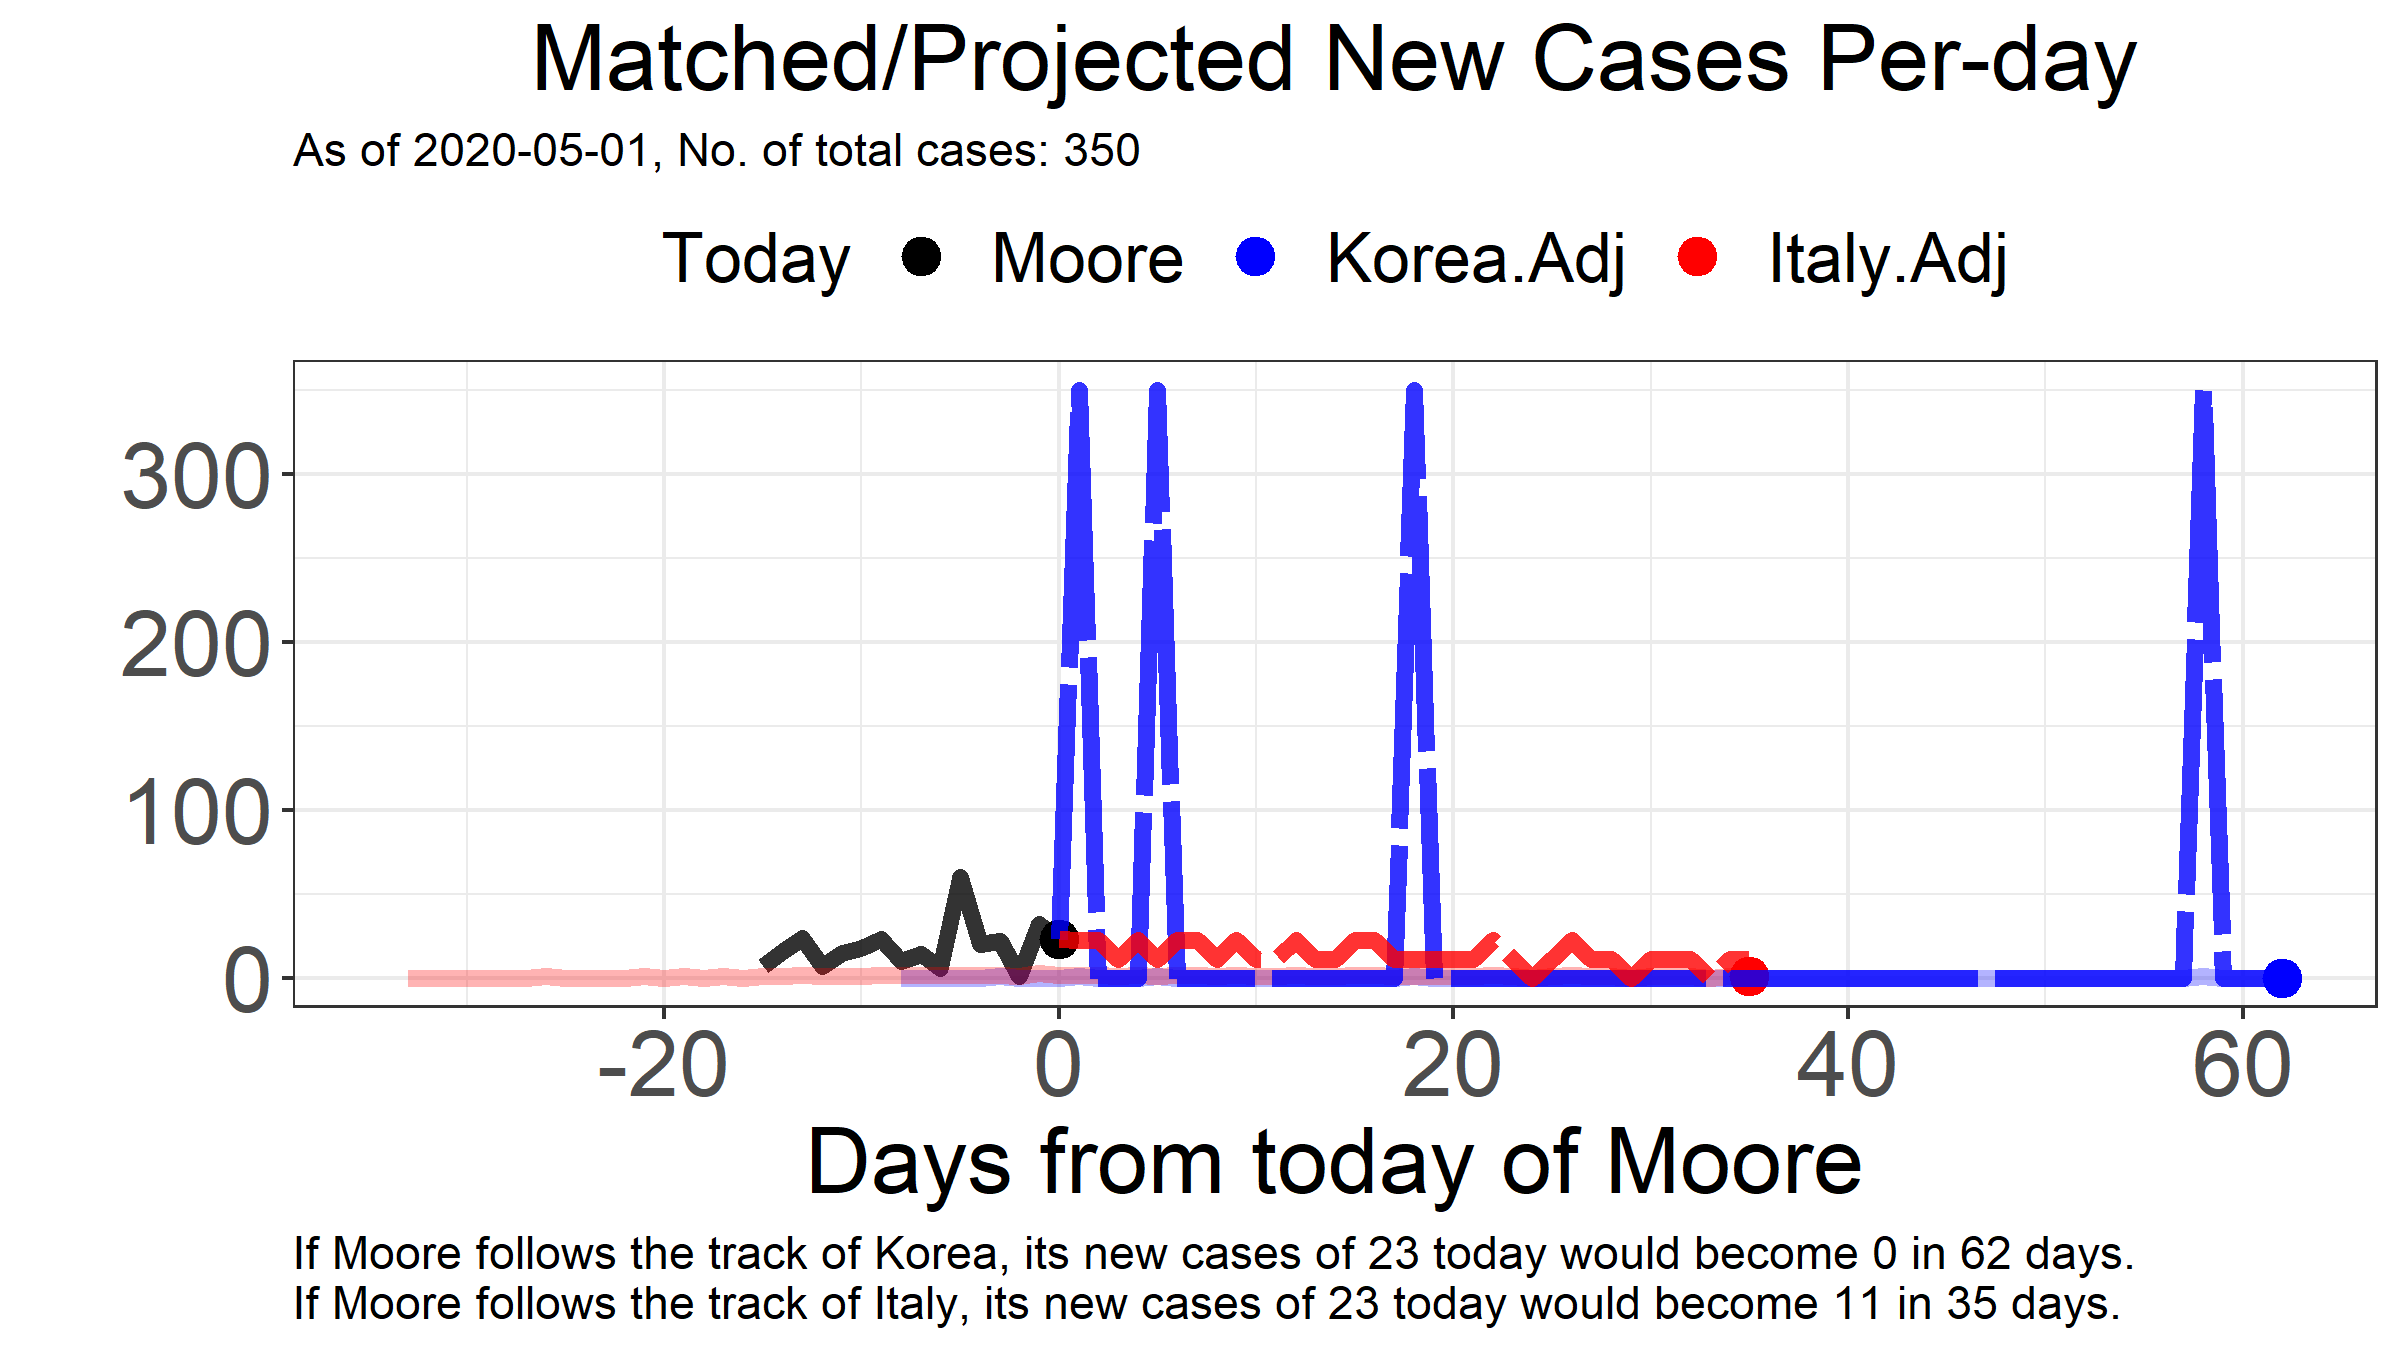 Matched/Projected New Cases Per-day
As of 2020-05-01, No. of total cases: 350
Today Moore Korea.Adj Italy.Adj
300
200
100
0
-20 0 20 40 60
Days from today of Moore
If Moore follows the track of Korea, its new cases of 23 today would become 0 in 62 days.
If Moore follows the track of Italy, its new cases of 23 today would become 11 in 35 days.